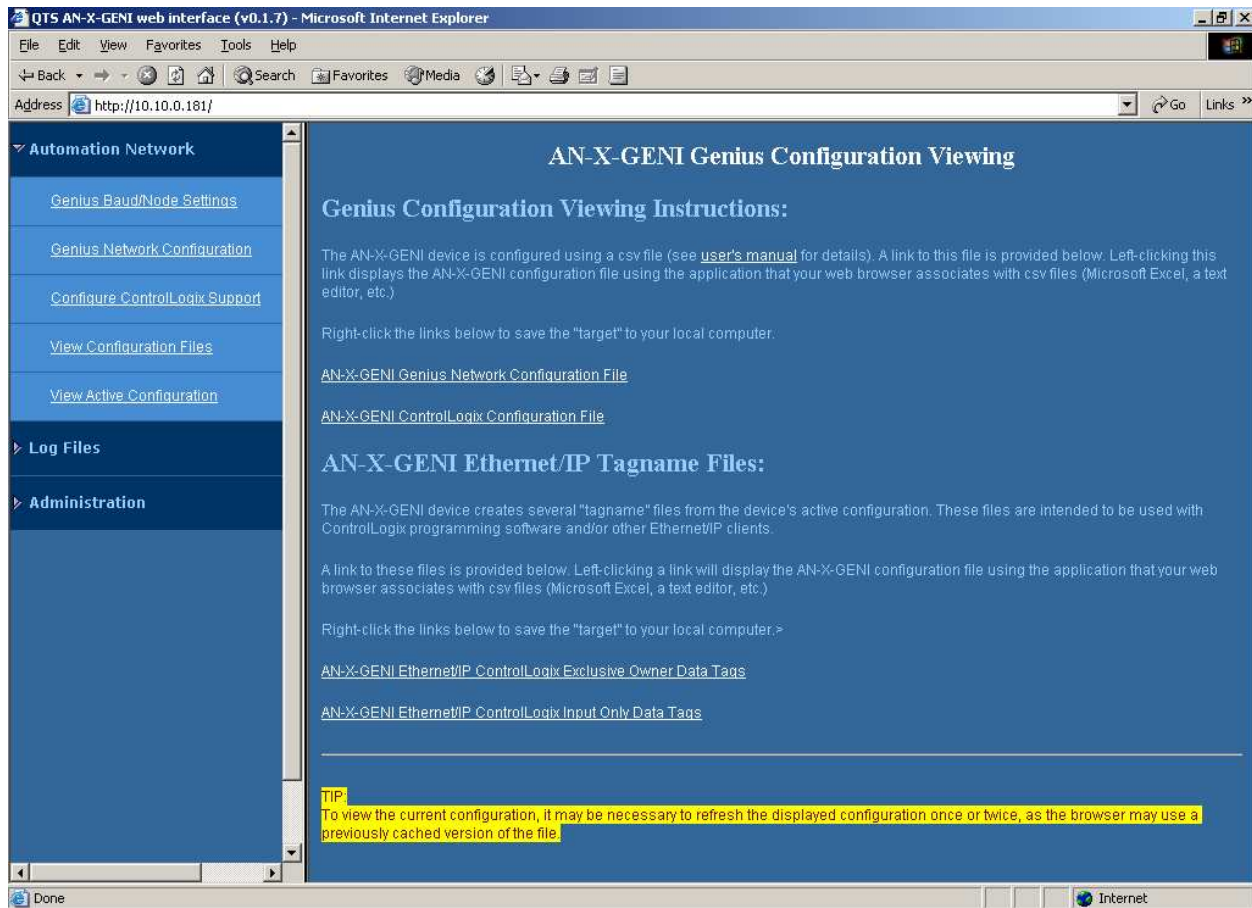 QTS AN-X-GENI web interface (v0.1.7) - Microsoft Internet Explorer
File Edit View Favorites Tools Help
Back Search Favorites Media
Address http://10.10.0.181/ Go Links »
Automation Network
Genius Baud/Node Settings
Genius Network Configuration
Configure ControlLogix Support
View Configuration Files
View Active Configuration
Log Files
Administration
AN-X-GENI Genius Configuration Viewing
Genius Configuration Viewing Instructions:
The AN-X-GENI device is configured using a csv file (see user's manual for details). A link to this file is provided below. Left-clicking this
link displays the AN-X-GENI configuration file using the application that your web browser associates with csv files (Microsoft Excel, a text
editor, etc.)
Right-click the links below to save the "target" to your local computer.
AN-X-GENI Genius Network Configuration File
AN-X-GENI ControlLogix Configuration File
AN-X-GENI Ethernet/IP Tagname Files:
The AN-X-GENI device creates several "tagname" files from the device's active configuration. These files are intended to be used with
ControlLogix programming software and/or other Ethernet/IP clients.
A link to these files is provided below. Left-clicking a link will display the AN-X-GENI configuration file using the application that your web
browser associates with csv files (Microsoft Excel, a text editor, etc.)
Right-click the links below to save the "target" to your local computer.>
AN-X-GENI Ethernet/IP ControlLogix Exclusive Owner Data Tags
AN-X-GENI Ethernet/IP ControlLogix Input Only Data Tags
TIP:
To view the current configuration, it may be necessary to refresh the displayed configuration once or twice, as the browser may use a
previously cached version of the file.
Done Internet